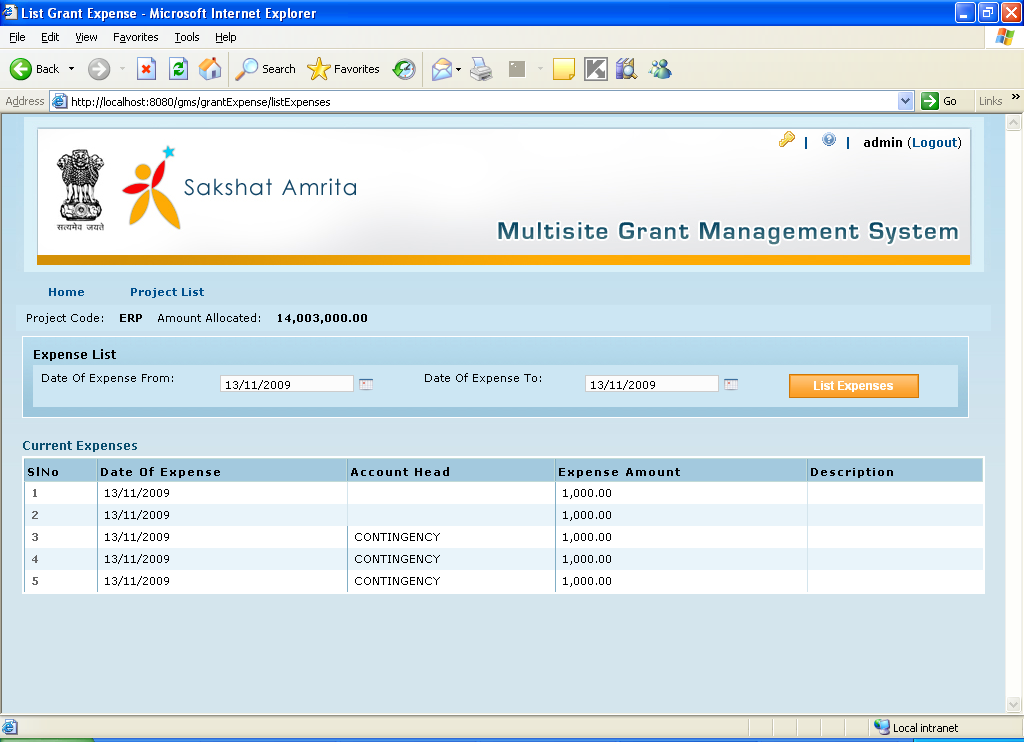 List Grant Expense - Microsoft Internet Explorer
File Edit View Favorites Tools Help
Back Search Favorites
Address http://localhost:8080/gms/grantExpense/listExpenses Go Links »
| | admin (Logout)
सत्यमेव जयते
Sakshat Amrita
Multisite Grant Management System
Home Project List
Project Code: ERP Amount Allocated: 14,003,000.00
Expense List
Date Of Expense From: 13/11/2009 Date Of Expense To: 13/11/2009 List Expenses
Current Expenses
SlNo Date Of Expense Account Head Expense Amount Description
1 13/11/2009 1,000.00
2 13/11/2009 1,000.00
3 13/11/2009 CONTINGENCY 1,000.00
4 13/11/2009 CONTINGENCY 1,000.00
5 13/11/2009 CONTINGENCY 1,000.00
Local intranet